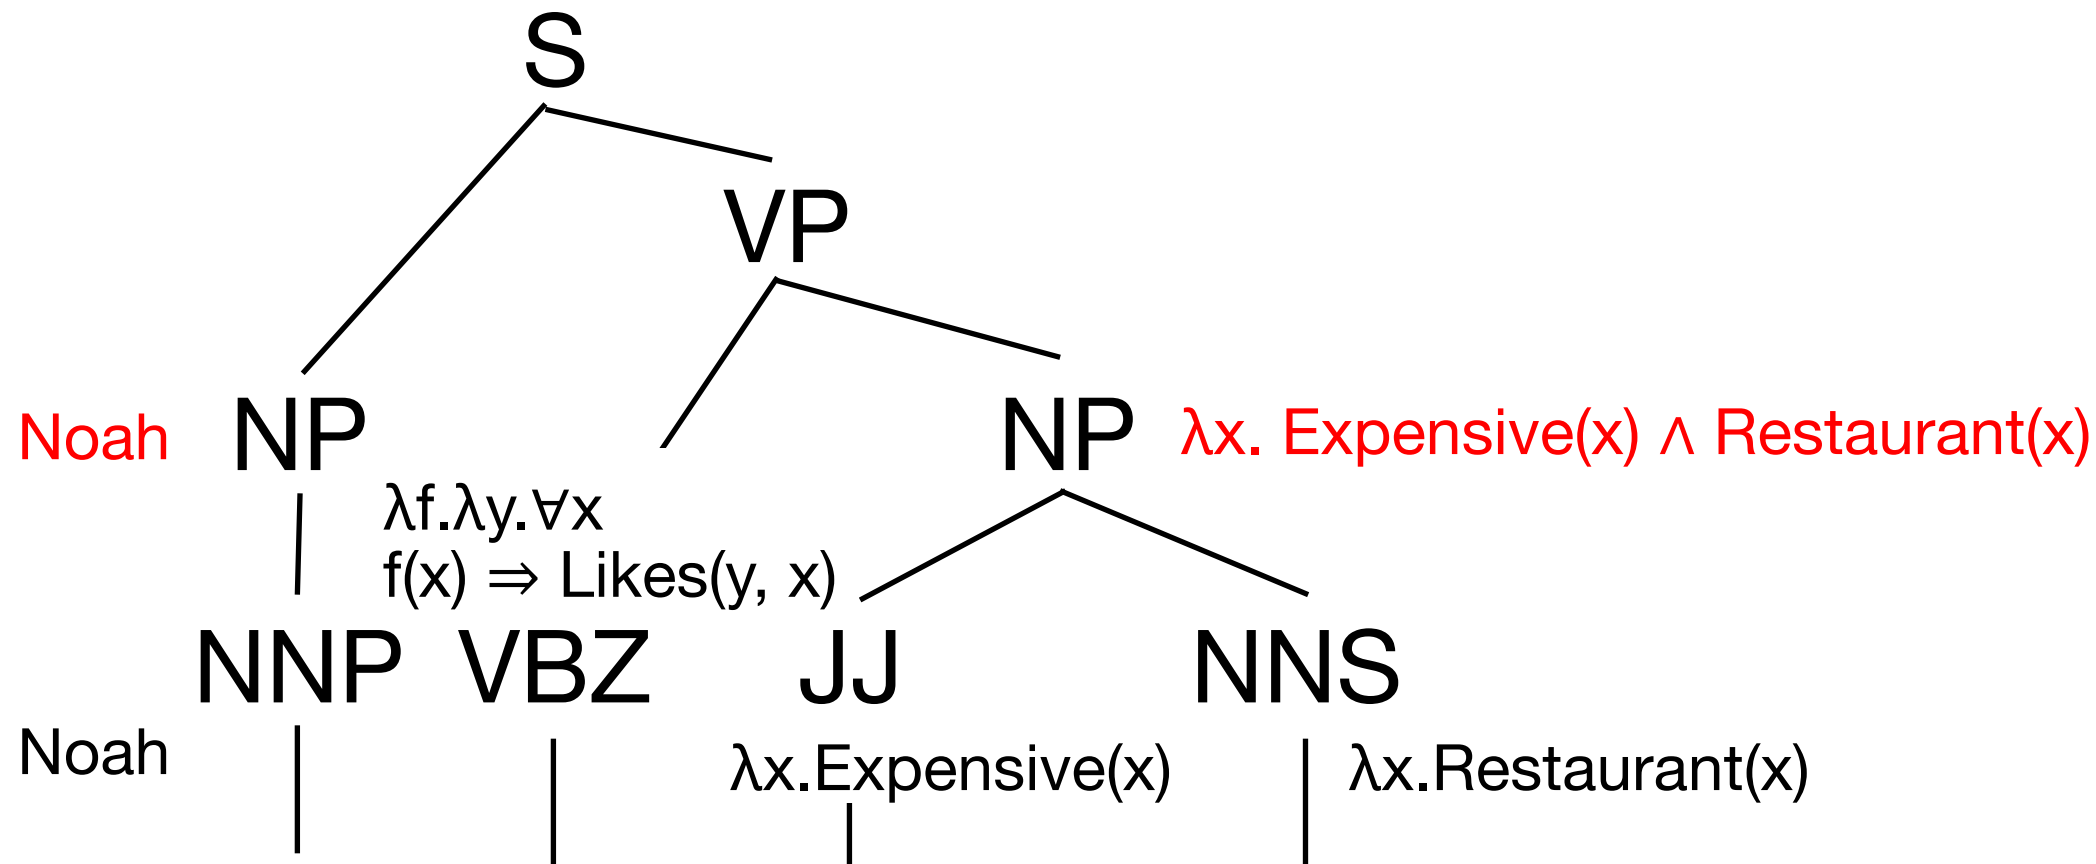 S
VP
Noah NP NP λx. Expensive(x) ∧ Restaurant(x)
λf.λy.∀x
f(x) ⇒ Likes(y, x)
NNP VBZ JJ NNS
Noah λx.Expensive(x) λx.Restaurant(x)